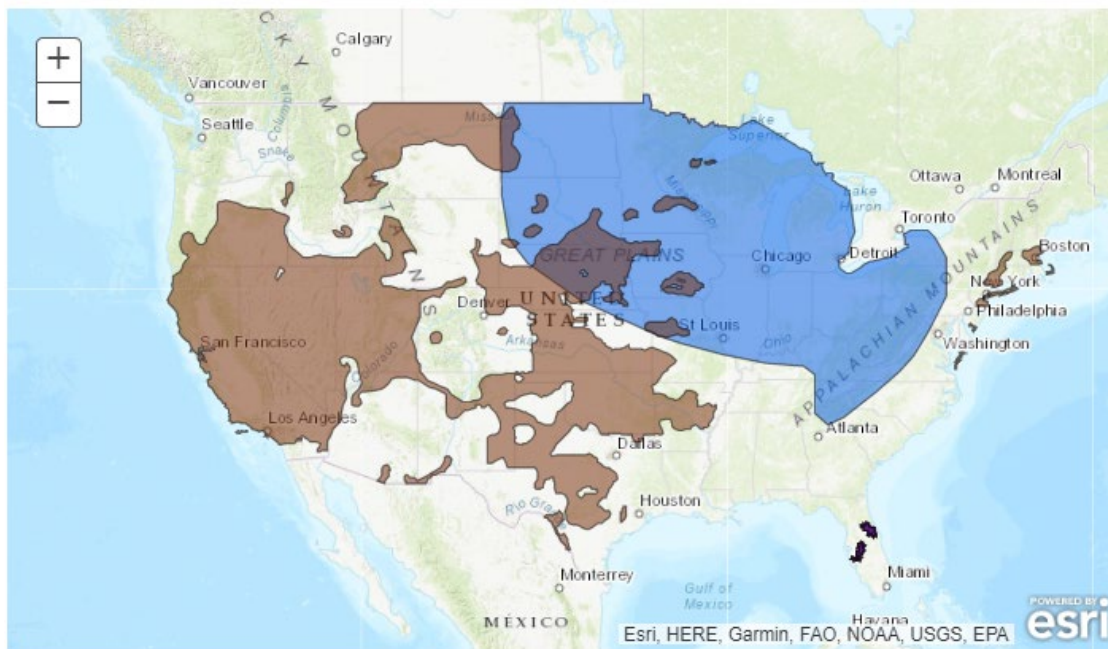 +
−
Calgary
CKY MOUNTAINS
Vancouver
Columbia
Seattle
Snake
Missouri
Lake
Superior
Ottawa
Montreal
Lake
Huron
Toronto
Mississippi
Boston
GREAT PLAINS
Chicago
Detroit
New York
Denver
UNITED
STATES
Philadelphia
St Louis
Ohio
Washington
APPALACHIAN MOUNTAINS
San Francisco
Colorado
Arkansas
Los Angeles
Atlanta
Dallas
Rio Grande
Houston
Monterrey
Gulf of
Mexico
Miami
Havana
MÉXICO
POWERED BY
esri
Esri, HERE, Garmin, FAO, NOAA, USGS, EPA